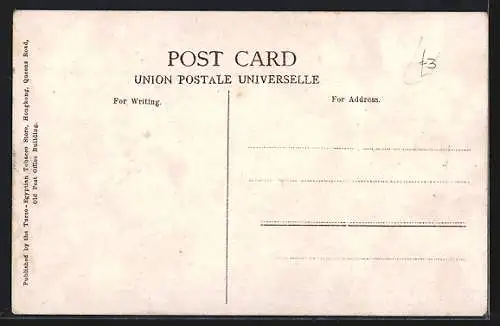 POST CARD
UNION POSTALE UNIVERSELLE
For Writing.
For Address.
£3
Published by the Turco-Egyptian Tobacco Store, Hongkong, Queens Road,
Old Post Office Building.